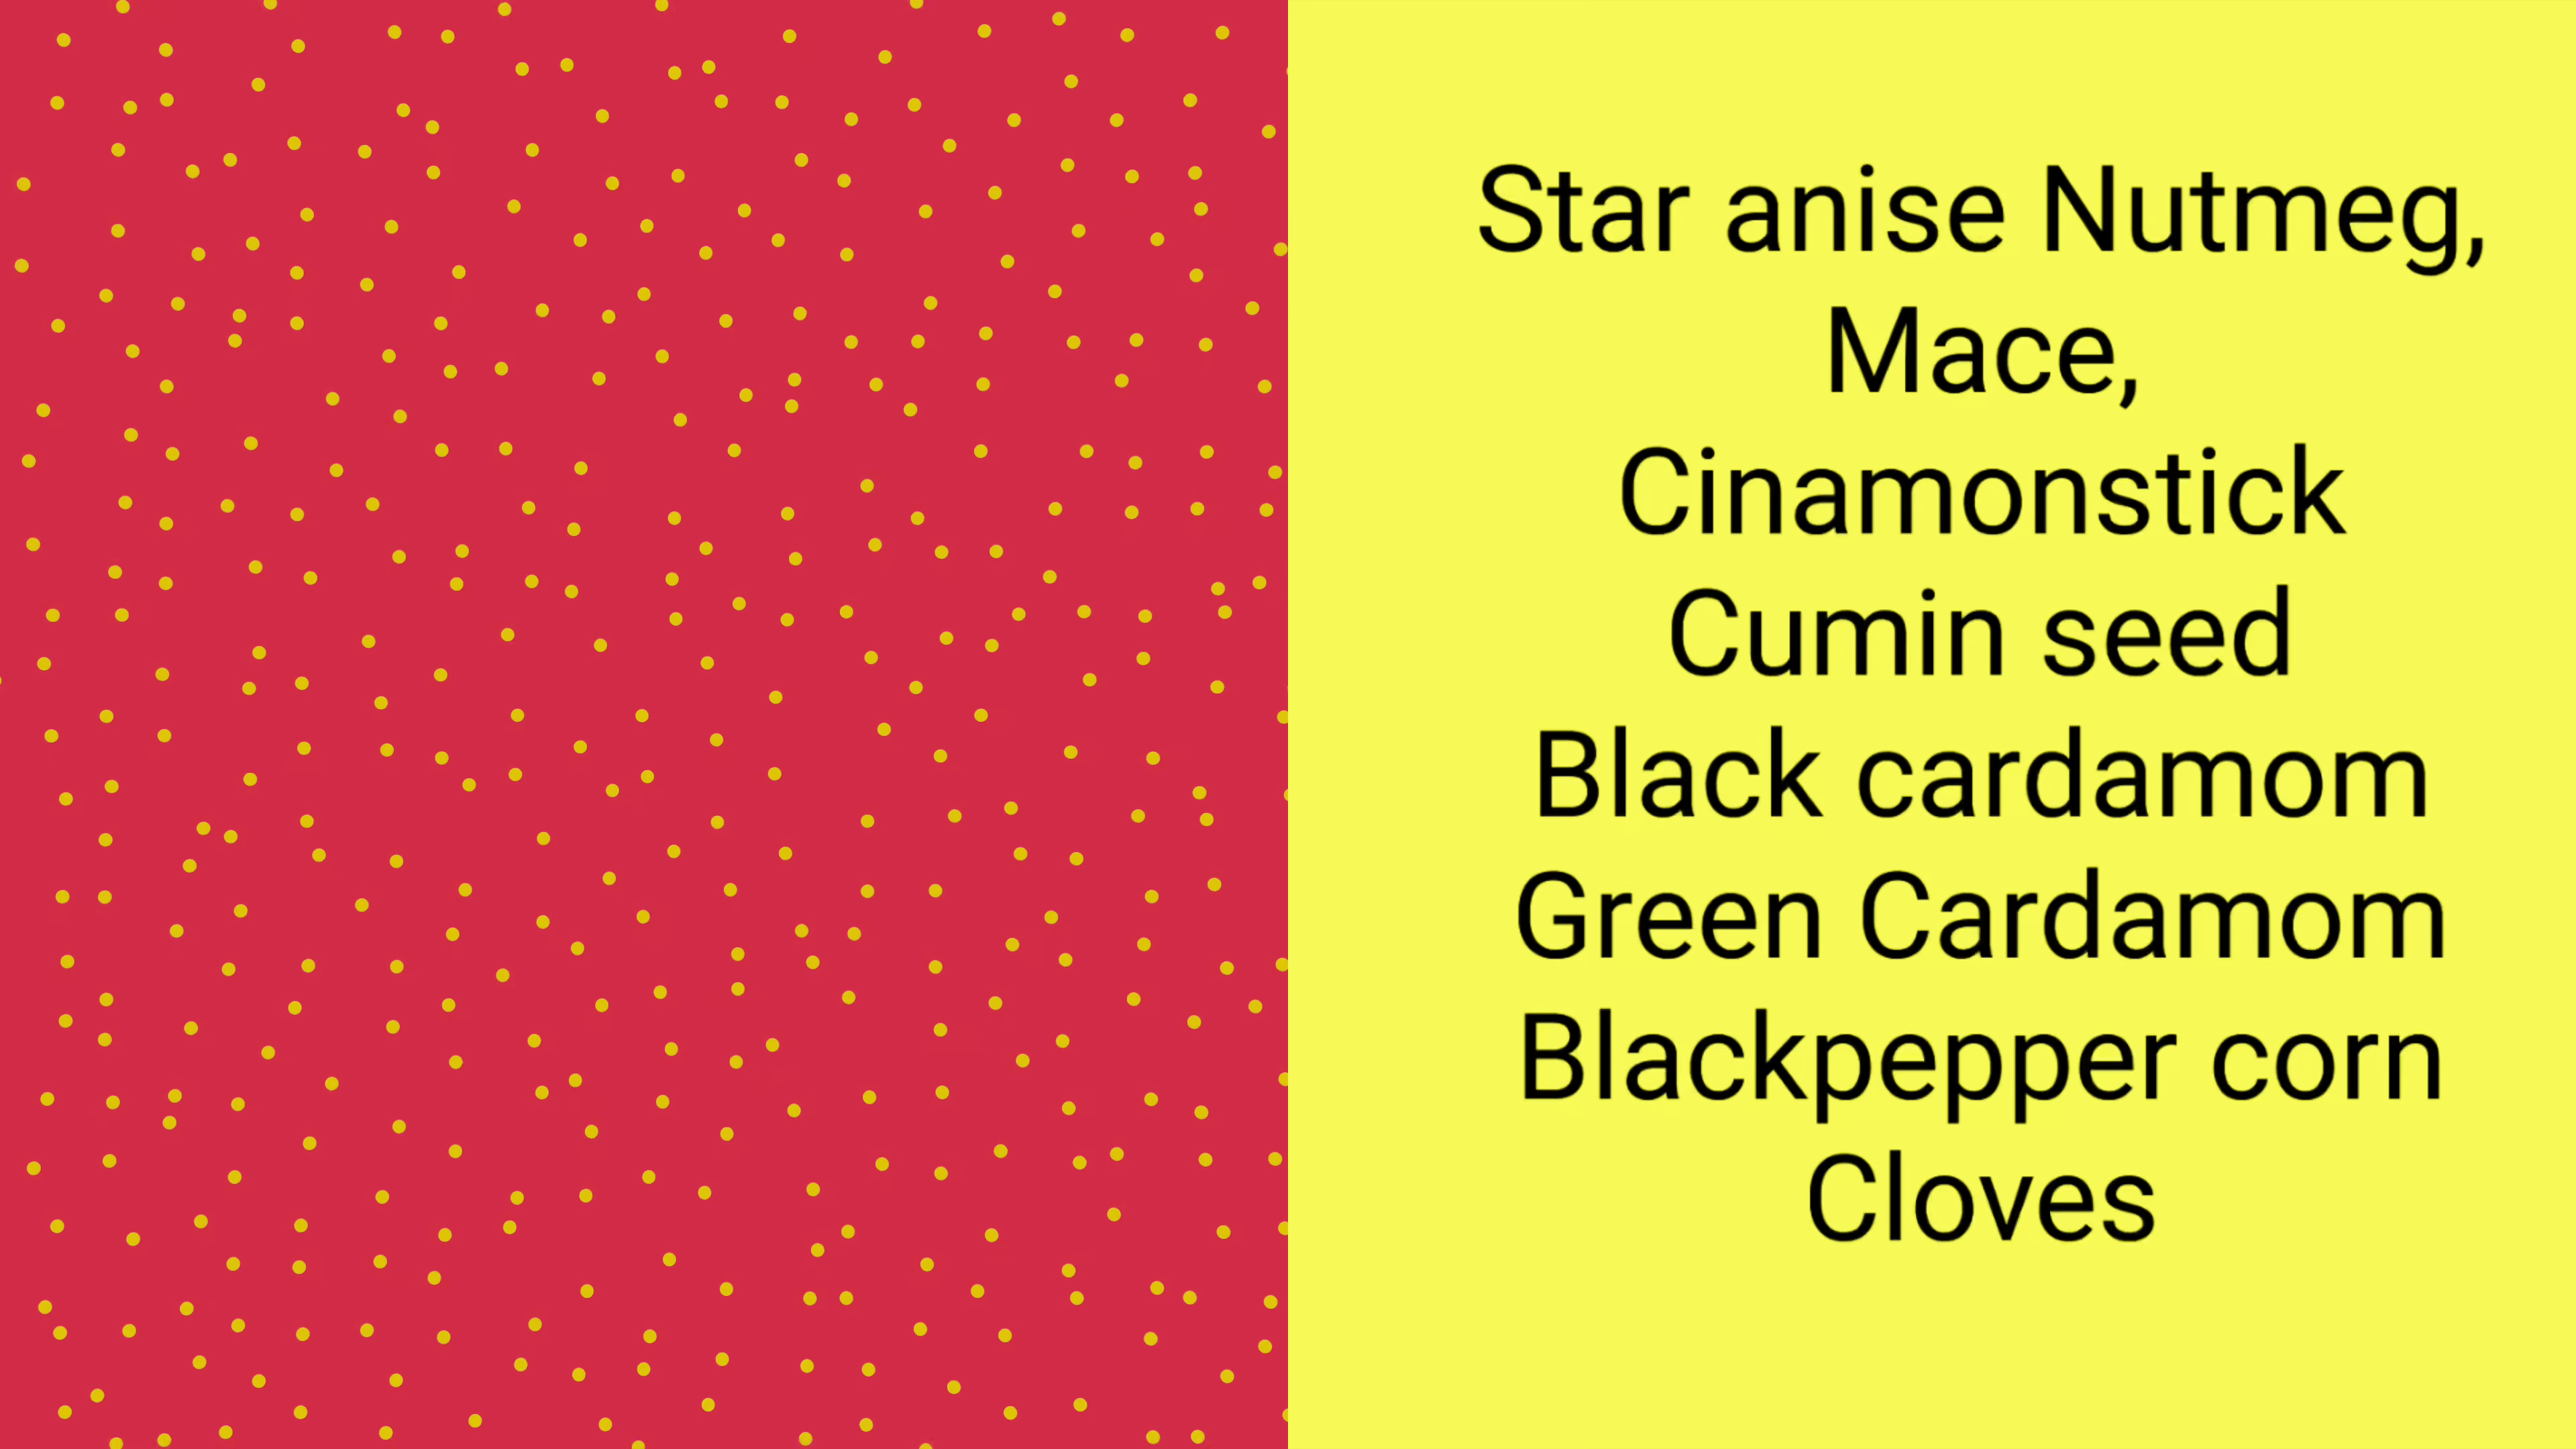 Star anise Nutmeg,
Mace,
Cinamonstick
Cumin seed
Black cardamom
Green Cardamom
Blackpepper corn
Cloves